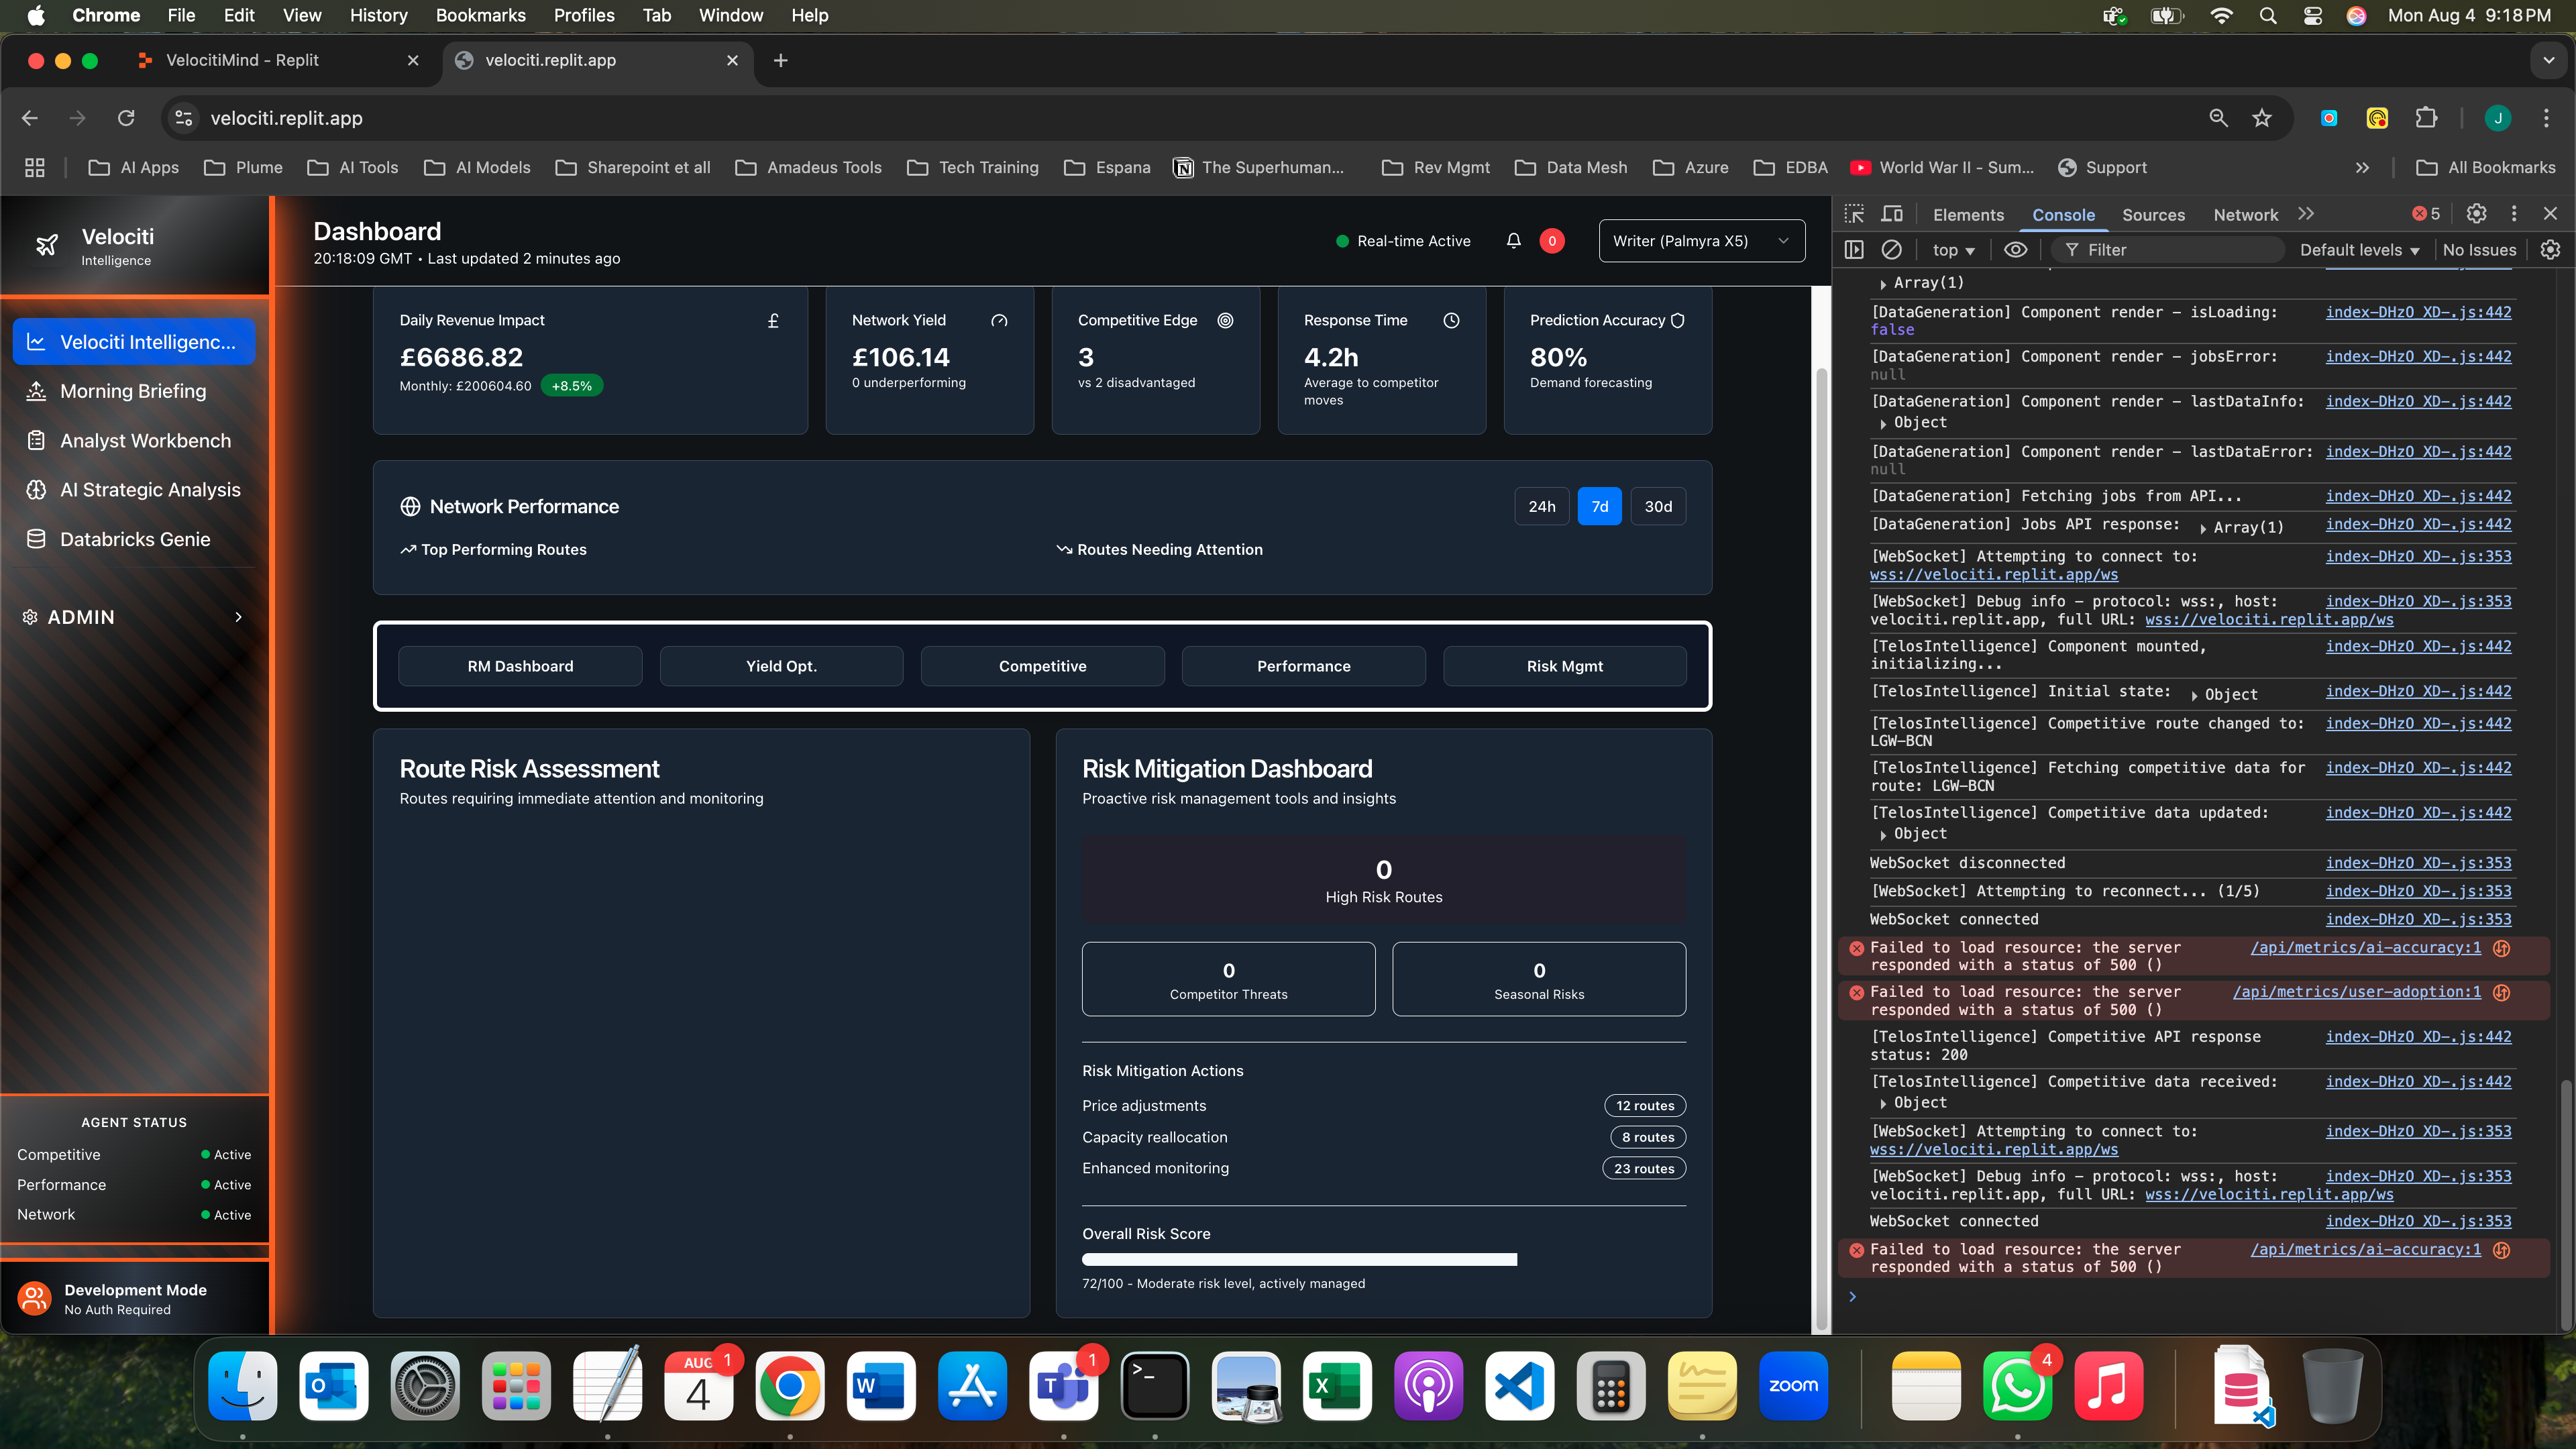 Chrome File Edit View History Bookmarks Profiles Tab Window Help
Mon Aug 4 9:18 PM
VelocitiMind - Replit
velociti.replit.app
velociti.replit.app
J
AI Apps Plume AI Tools AI Models Sharepoint et all Amadeus Tools Tech Training Espana The Superhuman... Rev Mgmt Data Mesh Azure EDBA World War II - Sum... Support All Bookmarks
Velociti
Intelligence
Velociti Intelligenc...
Morning Briefing
Analyst Workbench
AI Strategic Analysis
Databricks Genie
ADMIN
AGENT STATUS
Competitive Active
Performance Active
Network Active
Development Mode
No Auth Required
Dashboard
20:18:09 GMT • Last updated 2 minutes ago
Real-time Active
0
Writer (Palmyra X5)
Daily Revenue Impact £
£6686.82
Monthly: £200604.60 +8.5%
Network Yield
£106.14
0 underperforming
Competitive Edge
3
vs 2 disadvantaged
Response Time
4.2h
Average to competitor
moves
Prediction Accuracy
80%
Demand forecasting
Network Performance
24h 7d 30d
Top Performing Routes
Routes Needing Attention
RM Dashboard Yield Opt. Competitive Performance Risk Mgmt
Route Risk Assessment
Routes requiring immediate attention and monitoring
Risk Mitigation Dashboard
Proactive risk management tools and insights
0
High Risk Routes
0
Competitor Threats
0
Seasonal Risks
Risk Mitigation Actions
Price adjustments 12 routes
Capacity reallocation 8 routes
Enhanced monitoring 23 routes
Overall Risk Score
72/100 - Moderate risk level, actively managed
Elements Console Sources Network 5
top Filter Default levels No Issues
Array(1)
[DataGeneration] Component render – isLoading: index-DHzO_XD-.js:442
false
[DataGeneration] Component render – jobsError: index-DHzO_XD-.js:442
null
[DataGeneration] Component render – lastDataInfo: index-DHzO_XD-.js:442
Object
[DataGeneration] Component render – lastDataError: index-DHzO_XD-.js:442
null
[DataGeneration] Fetching jobs from API... index-DHzO_XD-.js:442
[DataGeneration] Jobs API response: Array(1) index-DHzO_XD-.js:442
[WebSocket] Attempting to connect to: index-DHzO_XD-.js:353
wss://velociti.replit.app/ws
[WebSocket] Debug info – protocol: wss:, host: index-DHzO_XD-.js:353
velociti.replit.app, full URL: wss://velociti.replit.app/ws
[TelosIntelligence] Component mounted, index-DHzO_XD-.js:442
initializing...
[TelosIntelligence] Initial state: Object index-DHzO_XD-.js:442
[TelosIntelligence] Competitive route changed to: index-DHzO_XD-.js:442
LGW-BCN
[TelosIntelligence] Fetching competitive data for index-DHzO_XD-.js:442
route: LGW-BCN
[TelosIntelligence] Competitive data updated: index-DHzO_XD-.js:442
Object
WebSocket disconnected index-DHzO_XD-.js:353
[WebSocket] Attempting to reconnect... (1/5) index-DHzO_XD-.js:353
WebSocket connected index-DHzO_XD-.js:353
Failed to load resource: the server /api/metrics/ai-accuracy:1
responded with a status of 500 ()
Failed to load resource: the server /api/metrics/user-adoption:1
responded with a status of 500 ()
[TelosIntelligence] Competitive API response index-DHzO_XD-.js:442
status: 200
[TelosIntelligence] Competitive data received: index-DHzO_XD-.js:442
Object
[WebSocket] Attempting to connect to: index-DHzO_XD-.js:353
wss://velociti.replit.app/ws
[WebSocket] Debug info – protocol: wss:, host: index-DHzO_XD-.js:353
velociti.replit.app, full URL: wss://velociti.replit.app/ws
WebSocket connected index-DHzO_XD-.js:353
Failed to load resource: the server /api/metrics/ai-accuracy:1
responded with a status of 500 ()
AUG 4 1
1
zoom
4